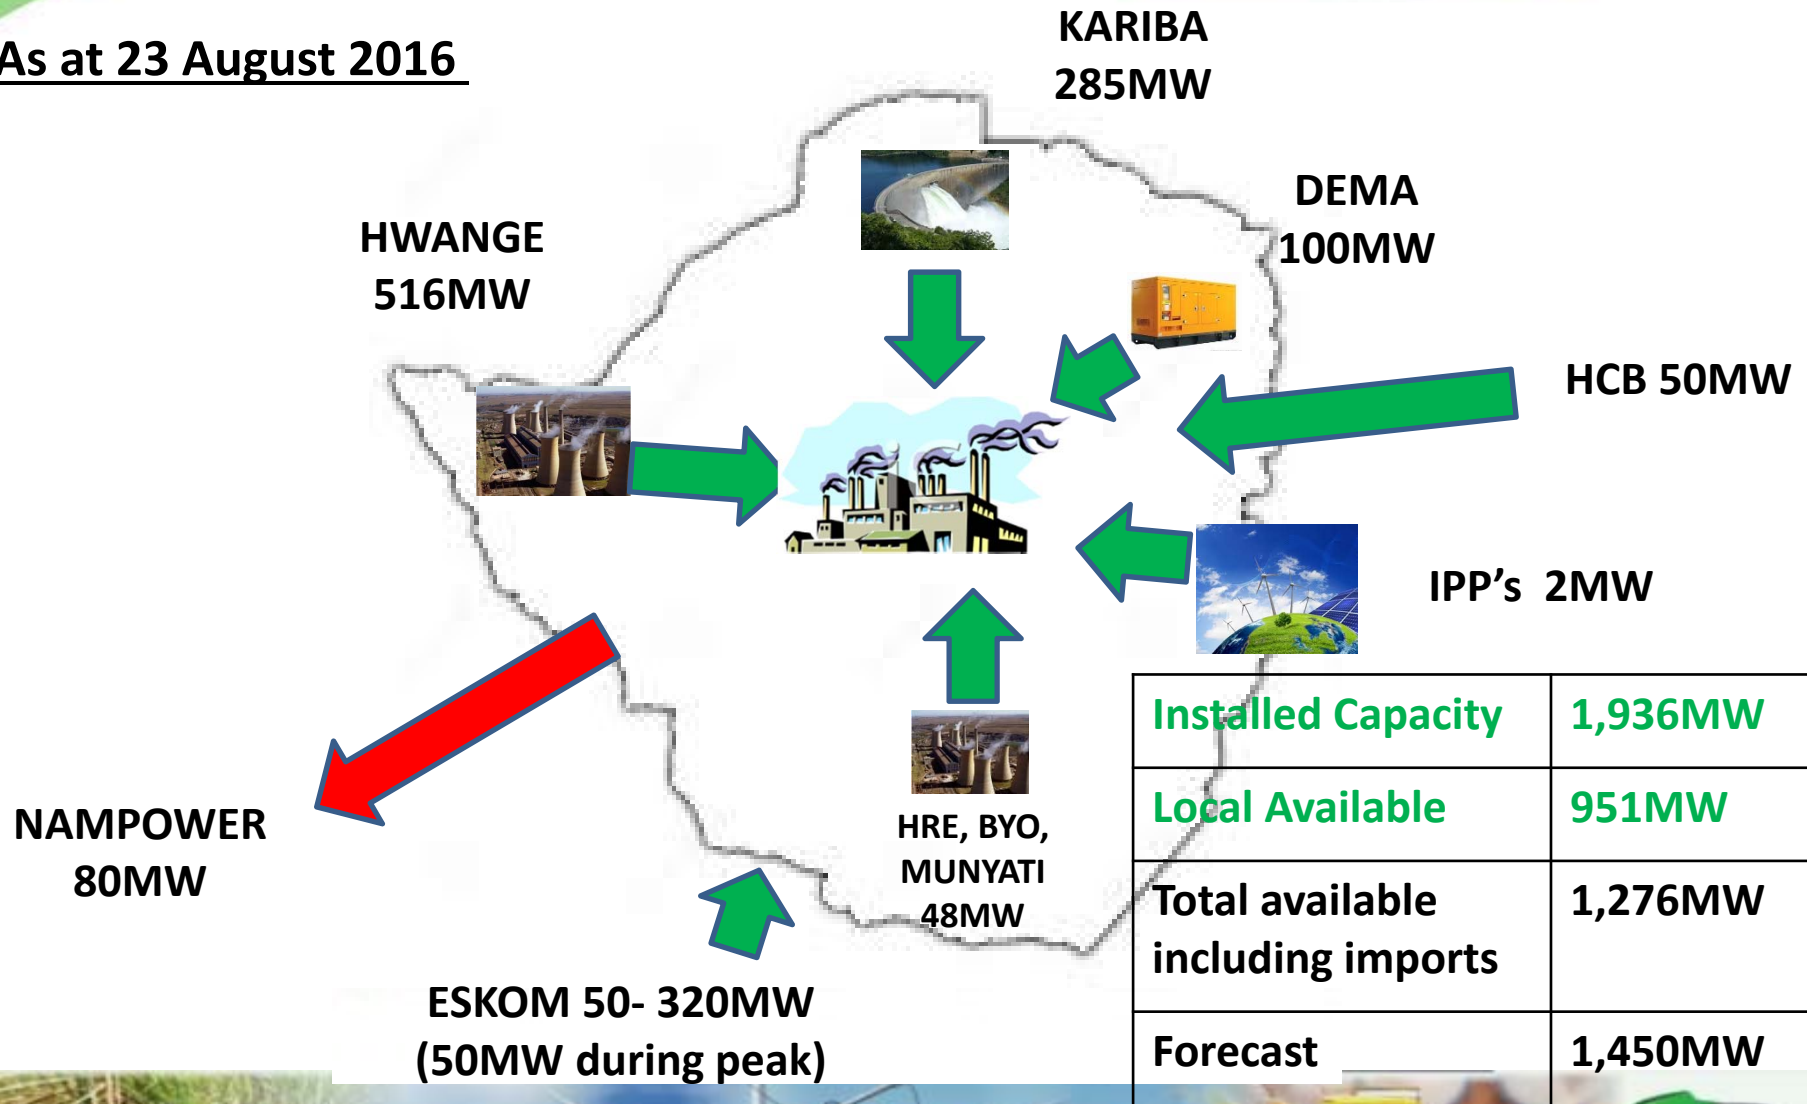 As at 23 August 2016
KARIBA
285MW
DEMA
100MW
HWANGE
516MW
HCB 50MW
IPP's  2MW
NAMPOWER
80MW
HRE, BYO,
MUNYATI
48MW
ESKOM 50- 320MW
(50MW during peak)
Installed Capacity 1,936MW
Local Available 951MW
Total available 1,276MW
including imports
Forecast 1,450MW